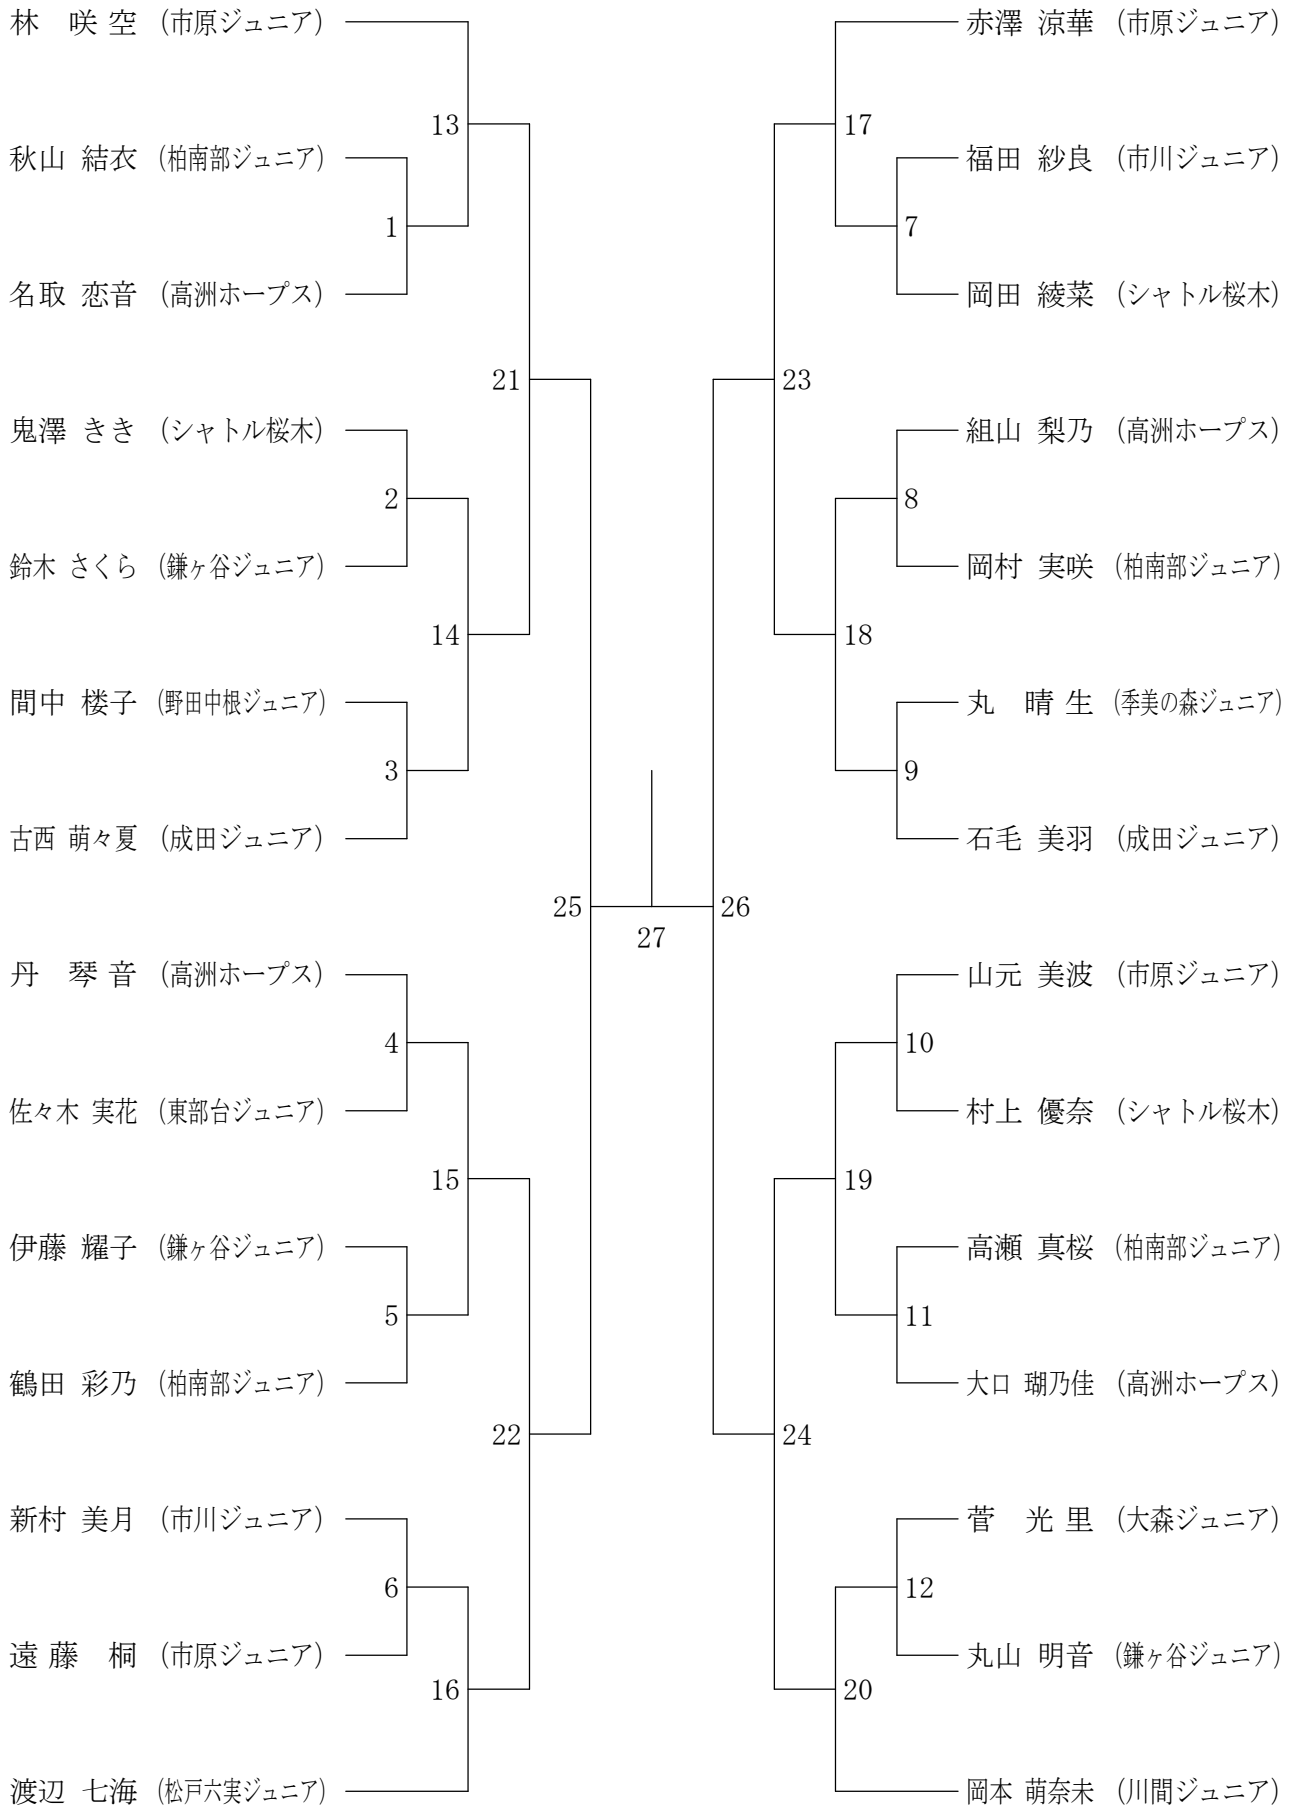 林 咲空 (市原ジュニア)
13
秋山 結衣 (柏南部ジュニア)
1
名取 恋音 (高洲ホープス)
21
鬼澤 きき (シャトル桜木)
2
鈴木 さくら (鎌ヶ谷ジュニア)
14
間中 楼子 (野田中根ジュニア)
3
古西 萌々夏 (成田ジュニア)
25
丹 琴音 (高洲ホープス)
4
佐々木 実花 (東部台ジュニア)
15
伊藤 耀子 (鎌ヶ谷ジュニア)
5
鶴田 彩乃 (柏南部ジュニア)
22
新村 美月 (市川ジュニア)
6
遠藤 桐 (市原ジュニア)
16
渡辺 七海 (松戸六実ジュニア)
27
赤澤 涼華 (市原ジュニア)
17
福田 紗良 (市川ジュニア)
7
岡田 綾菜 (シャトル桜木)
23
組山 梨乃 (高洲ホープス)
8
岡村 実咲 (柏南部ジュニア)
18
丸 晴生 (季美の森ジュニア)
9
石毛 美羽 (成田ジュニア)
26
山元 美波 (市原ジュニア)
10
村上 優奈 (シャトル桜木)
19
高瀬 真桜 (柏南部ジュニア)
11
大口 瑚乃佳 (高洲ホープス)
24
菅 光里 (大森ジュニア)
12
丸山 明音 (鎌ヶ谷ジュニア)
20
岡本 萌奈未 (川間ジュニア)